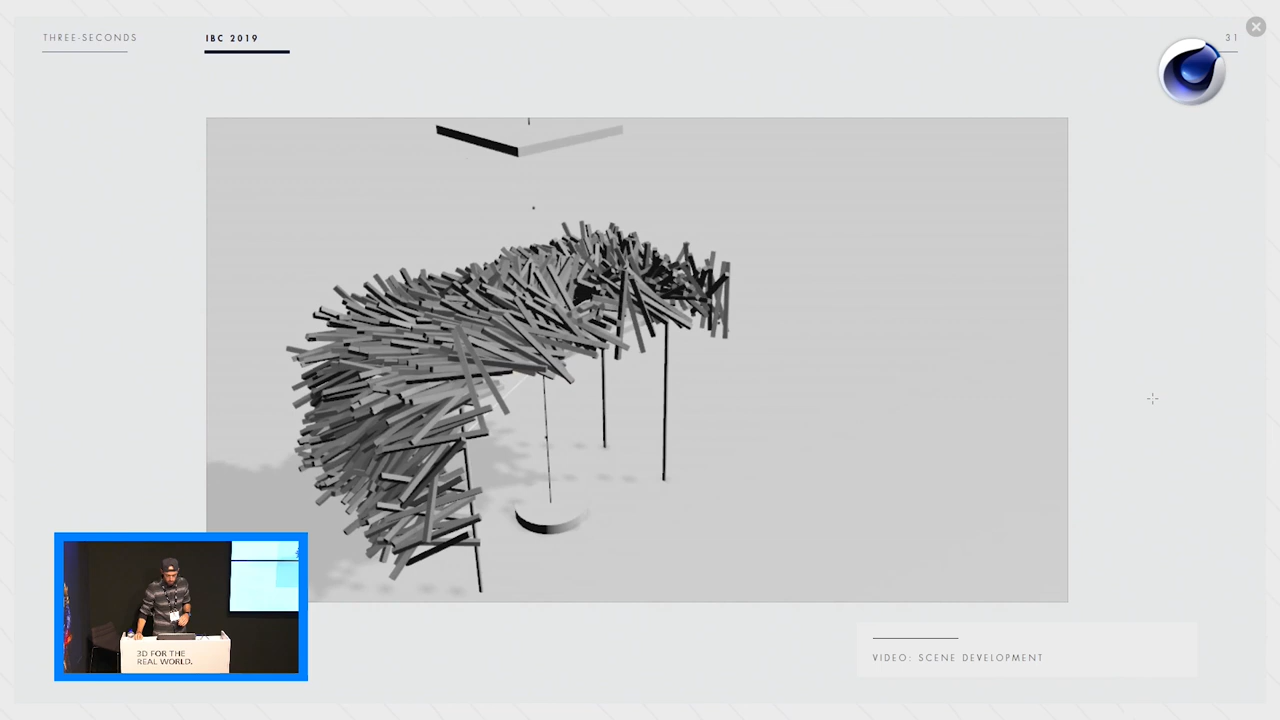 THREE-SECONDS
IBC 2019
31
3D FOR THE
REAL WORLD.
VIDEO: SCENE DEVELOPMENT